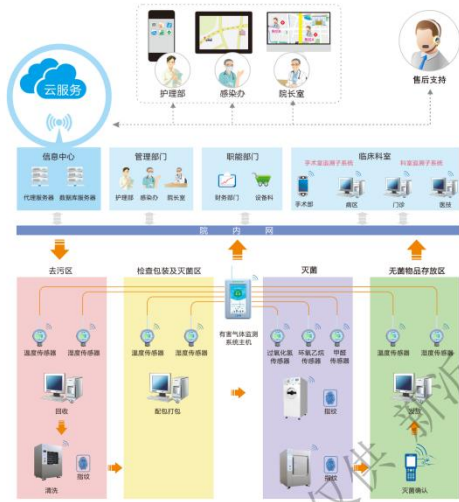 云服务
护理部
感染办
院长室
售后支持
信息中心
管理部门
职能部门
临床科室
手术室监测子系统
科室监测子系统
代理服务器
数据库服务器
护理部
感染办
院长室
财务部门
设备科
手术部
病区
门诊
医技
院 内 网
去污区
检查包装及灭菌区
灭菌
无菌物品存放区
有害气体监测
系统主机
温度传感器
湿度传感器
温度传感器
湿度传感器
过氧化氢
传感器
环氧乙烷
传感器
甲醛
传感器
温度传感器
湿度传感器
回收
配包打包
指纹
发放
指纹
清洗
指纹
灭菌确认
仅供
新源